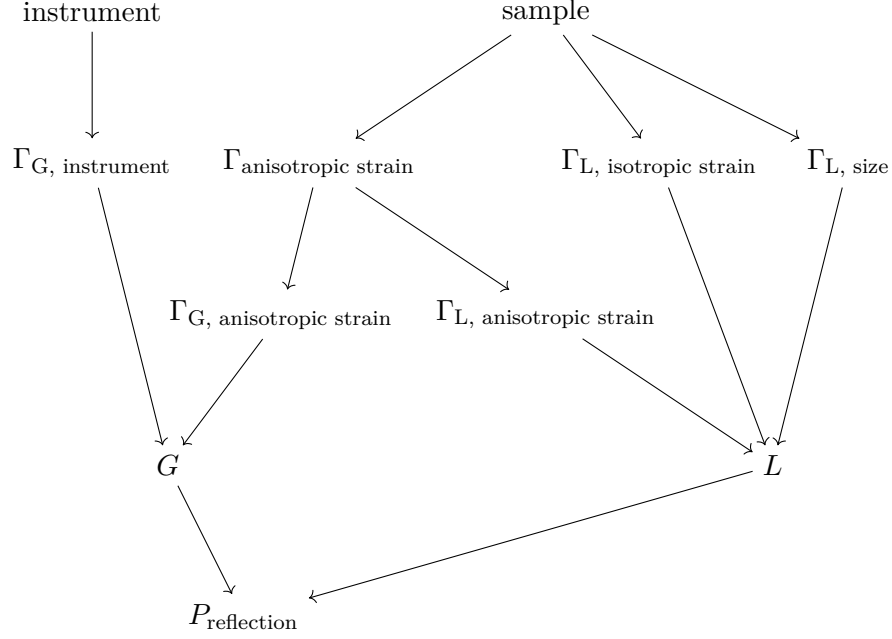 instrument sample
Γ_G, instrument Γ_anisotropic strain Γ_L, isotropic strain Γ_L, size
Γ_G, anisotropic strain Γ_L, anisotropic strain
G L
P_reflection